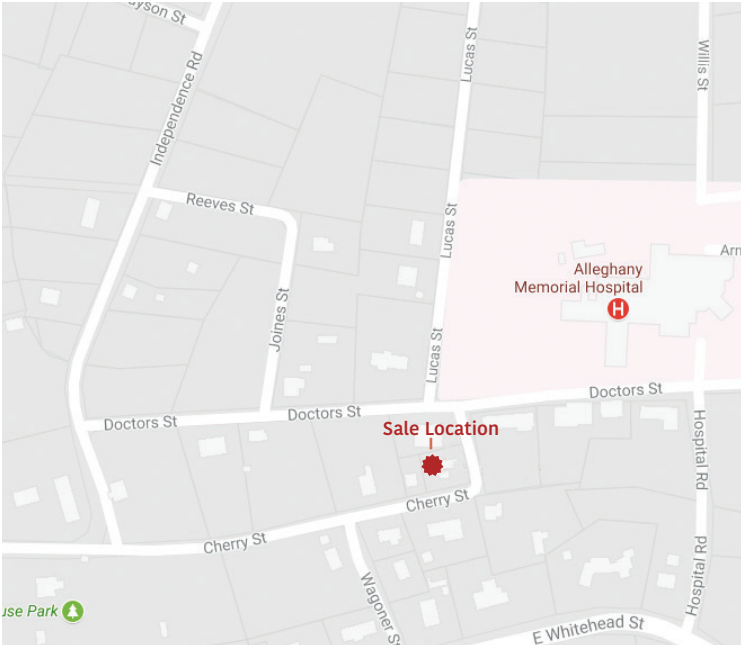 yson St
Independence Rd
Lucas St
Willis St
Reeves St
Lucas St
Arn
Alleghany
Memorial Hospital
H
Joines St
Lucas St
Doctors St
Doctors St
Doctors St
Sale Location
Hospital Rd
Cherry St
Cherry St
Hospital Rd
Wagoner St
use Park
E Whitehead St